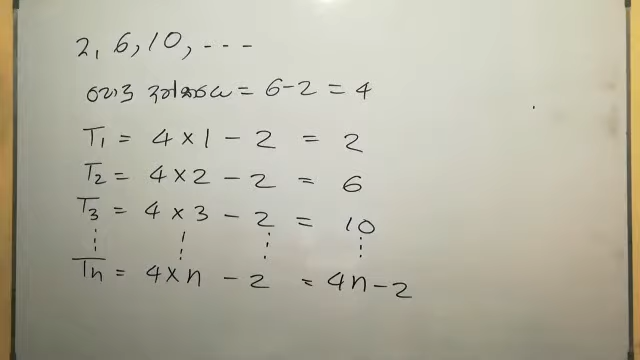 2, 6, 10, ---
පොදු අන්තරය = 6-2 = 4
T₁ = 4 × 1 - 2 = 2
T₂ = 4 × 2 - 2 = 6
T₃ = 4 × 3 - 2 = 10
Tn = 4×n - 2 = 4n-2